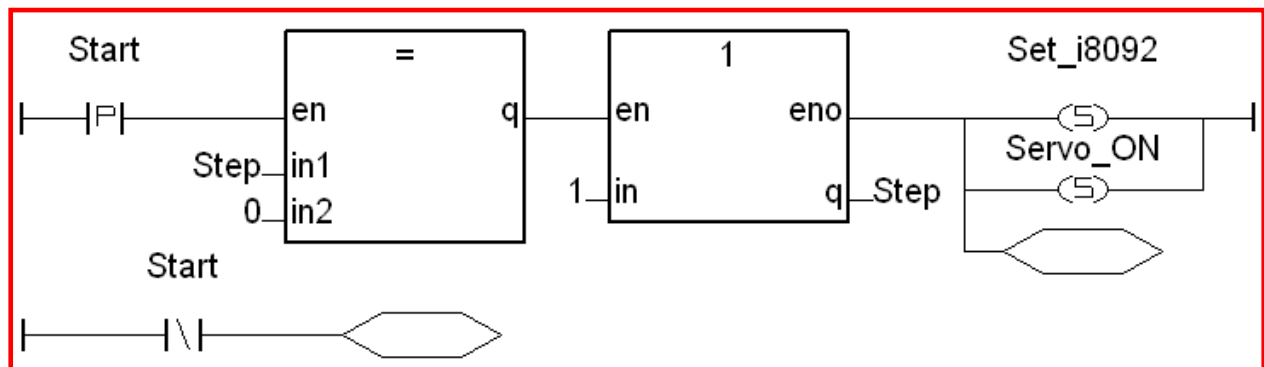 Start
=
1
Set_i8092
P
en
q
en
eno
S
Step
in1
Servo_ON
0
in2
1
in
q
Step
S
Start